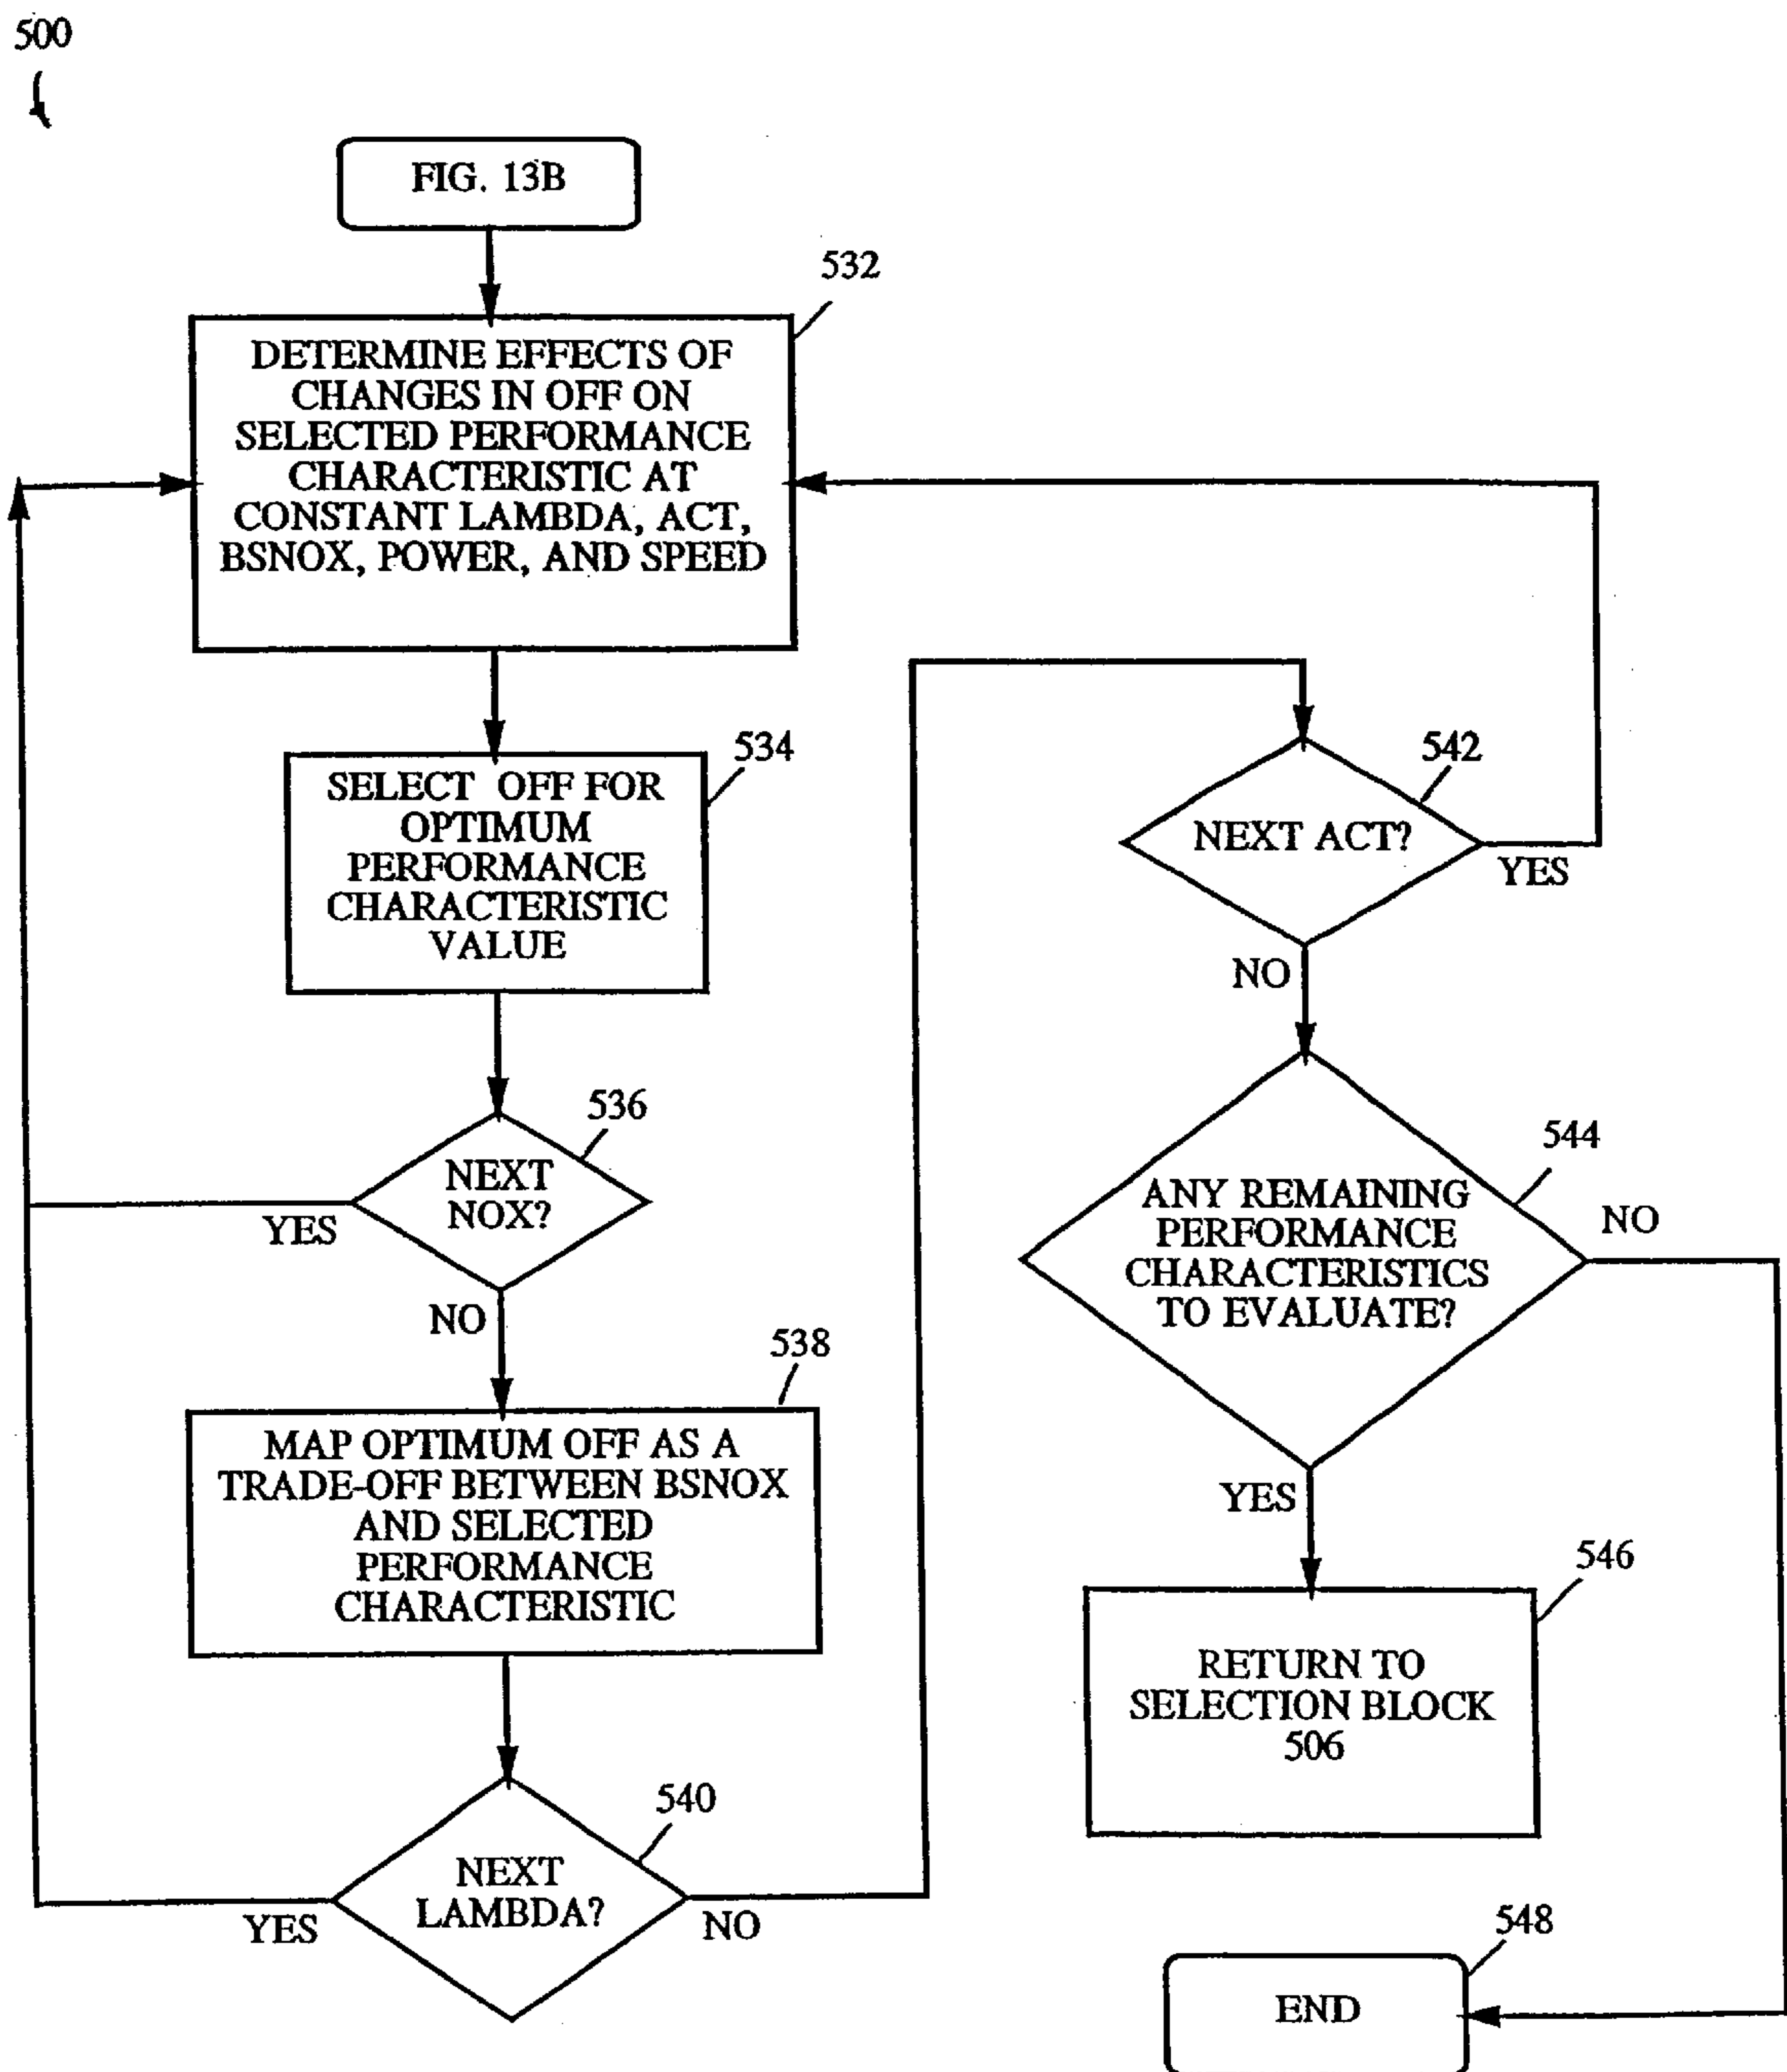 500
FIG. 13B
532
DETERMINE EFFECTS OF
CHANGES IN OFF ON
SELECTED PERFORMANCE
CHARACTERISTIC AT
CONSTANT LAMBDA, ACT,
BSNOX, POWER, AND SPEED
534
SELECT OFF FOR
OPTIMUM
PERFORMANCE
CHARACTERISTIC
VALUE
536
NEXT
NOX?
YES
NO
538
MAP OPTIMUM OFF AS A
TRADE-OFF BETWEEN BSNOX
AND SELECTED
PERFORMANCE
CHARACTERISTIC
540
NEXT
LAMBDA?
YES
NO
542
NEXT ACT?
YES
NO
544
ANY REMAINING
PERFORMANCE
CHARACTERISTICS
TO EVALUATE?
NO
YES
546
RETURN TO
SELECTION BLOCK
506
548
END